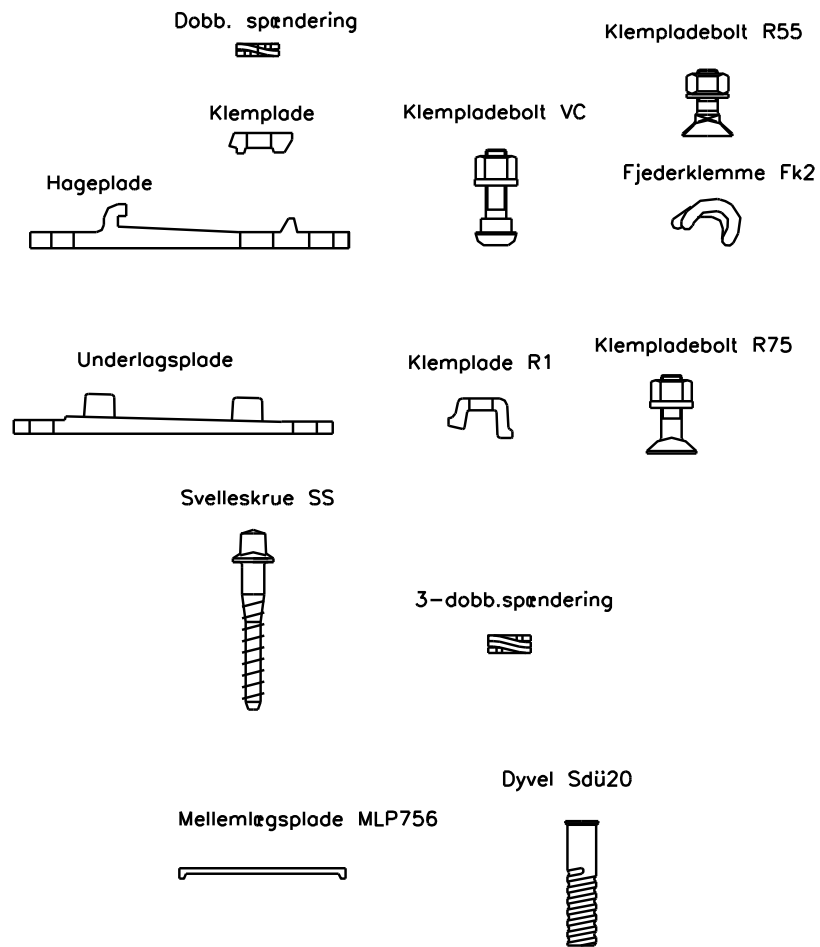 Dobb. spændering
Klempladebolt R55
Klemplade
Klempladebolt VC
Hageplade
Fjederklemme Fk2
Underlagsplade
Klemplade R1
Klempladebolt R75
Svelleskrue SS
3-dobb.spændering
Dyvel Sdü20
Mellemlægsplade MLP756